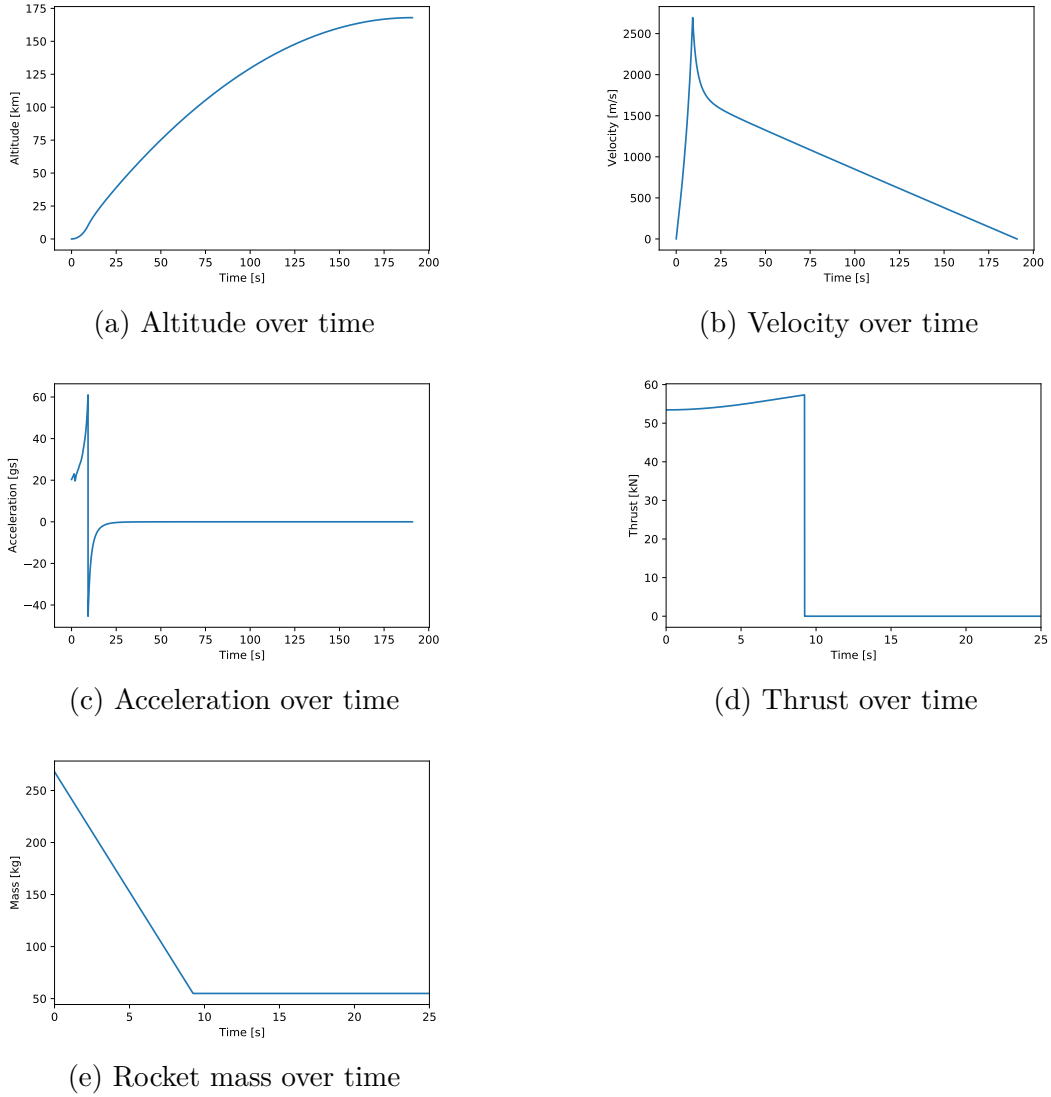 175
150
125
100
75
50
25
0
Altitude [km]
0 25 50 75 100 125 150 175 200
Time [s]
(a) Altitude over time
2500
2000
1500
1000
500
0
Velocity [m/s]
0 25 50 75 100 125 150 175 200
Time [s]
(b) Velocity over time
60
40
20
0
−20
−40
Acceleration [gs]
0 25 50 75 100 125 150 175 200
Time [s]
(c) Acceleration over time
60
50
40
30
20
10
0
Thrust [kN]
0 5 10 15 20 25
Time [s]
(d) Thrust over time
250
200
150
100
50
Mass [kg]
0 5 10 15 20 25
Time [s]
(e) Rocket mass over time